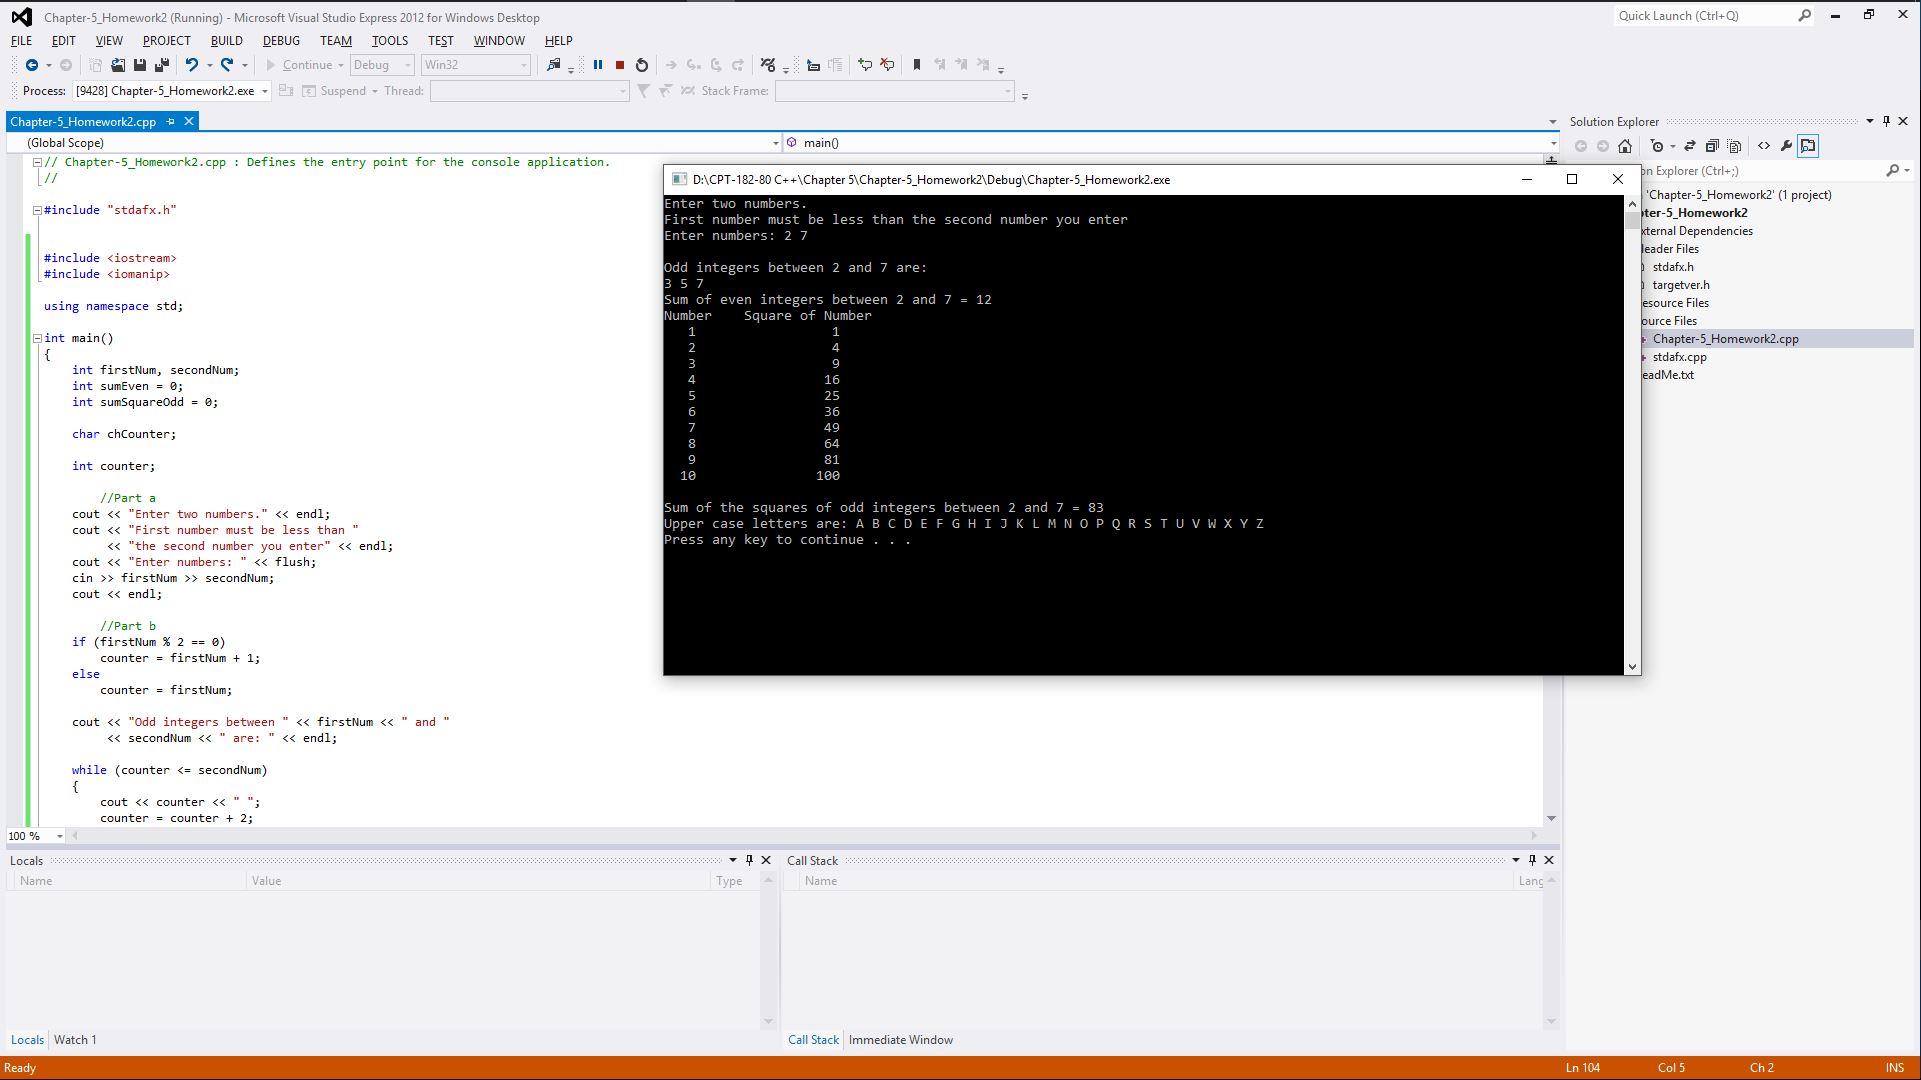 Chapter-5_Homework2 (Running) - Microsoft Visual Studio Express 2012 for Windows Desktop
Quick Launch (Ctrl+Q)
FILE EDIT VIEW PROJECT BUILD DEBUG TEAM TOOLS TEST WINDOW HELP
Continue Debug Win32
Process: [9428] Chapter-5_Homework2.exe Suspend Thread: Stack Frame:
Chapter-5_Homework2.cpp
(Global Scope) main()
// Chapter-5_Homework2.cpp : Defines the entry point for the console application.
//
#include "stdafx.h"
#include <iostream>
#include <iomanip>
using namespace std;
int main()
{
int firstNum, secondNum;
int sumEven = 0;
int sumSquareOdd = 0;
char chCounter;
int counter;
//Part a
cout << "Enter two numbers." << endl;
cout << "First number must be less than "
<< "the second number you enter" << endl;
cout << "Enter numbers: " << flush;
cin >> firstNum >> secondNum;
cout << endl;
//Part b
if (firstNum % 2 == 0)
counter = firstNum + 1;
else
counter = firstNum;
cout << "Odd integers between " << firstNum << " and "
<< secondNum << " are: " << endl;
while (counter <= secondNum)
{
cout << counter << " ";
counter = counter + 2;
100 %
D:\CPT-182-80 C++\Chapter 5\Chapter-5_Homework2\Debug\Chapter-5_Homework2.exe
Enter two numbers.
First number must be less than the second number you enter
Enter numbers: 2 7
Odd integers between 2 and 7 are:
3 5 7
Sum of even integers between 2 and 7 = 12
Number Square of Number
1 1
2 4
3 9
4 16
5 25
6 36
7 49
8 64
9 81
10 100
Sum of the squares of odd integers between 2 and 7 = 83
Upper case letters are: A B C D E F G H I J K L M N O P Q R S T U V W X Y Z
Press any key to continue . . .
Solution Explorer
on Explorer (Ctrl+;)
'Chapter-5_Homework2' (1 project)
pter-5_Homework2
xternal Dependencies
eader Files
stdafx.h
targetver.h
esource Files
ource Files
Chapter-5_Homework2.cpp
stdafx.cpp
eadMe.txt
Locals
Name Value Type
Call Stack
Name Lang
Locals Watch 1
Call Stack Immediate Window
Ready Ln 104 Col 5 Ch 2 INS